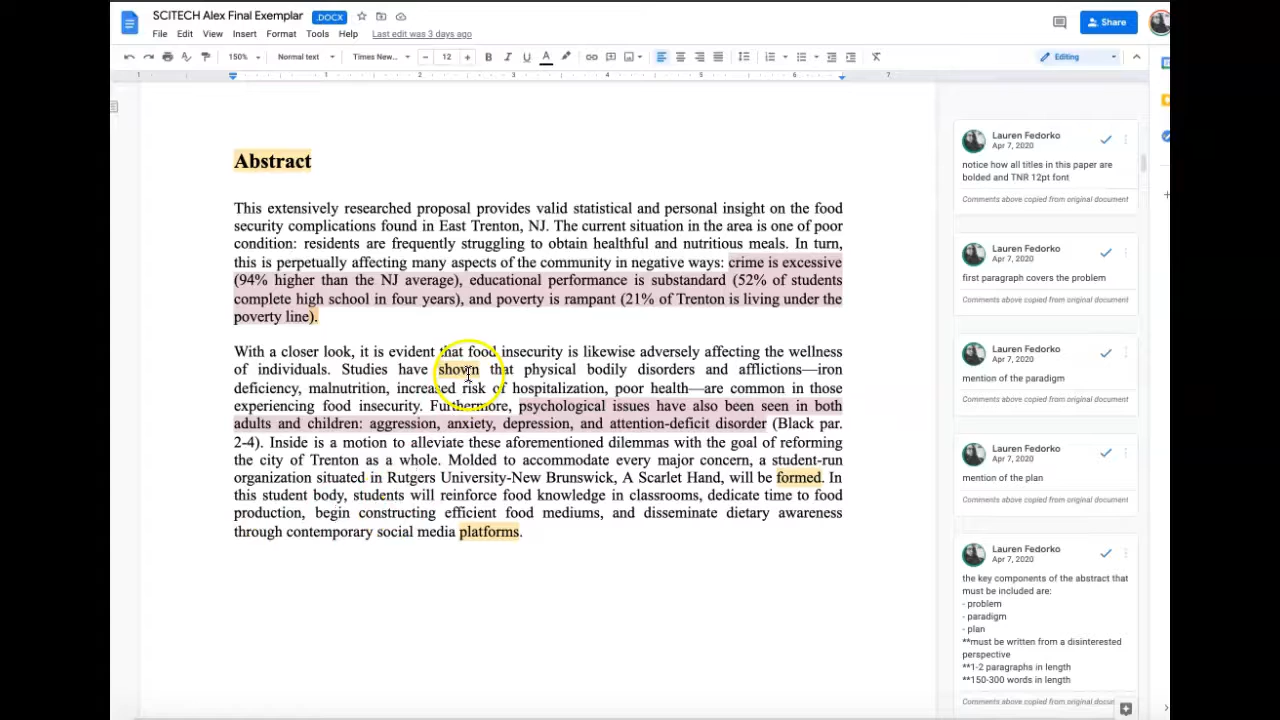 SCITECH Alex Final Exemplar .DOCX
File Edit View Insert Format Tools Help Last edit was 3 days ago
Share
150% Normal text Times New... 12 B I U A Editing
1 1 2 3 4 5 6 7
Abstract
This extensively researched proposal provides valid statistical and personal insight on the food
security complications found in East Trenton, NJ. The current situation in the area is one of poor
condition: residents are frequently struggling to obtain healthful and nutritious meals. In turn,
this is perpetually affecting many aspects of the community in negative ways: crime is excessive
(94% higher than the NJ average), educational performance is substandard (52% of students
complete high school in four years), and poverty is rampant (21% of Trenton is living under the
poverty line).
With a closer look, it is evident that food insecurity is likewise adversely affecting the wellness
of individuals. Studies have shown that physical bodily disorders and afflictions—iron
deficiency, malnutrition, increased risk of hospitalization, poor health—are common in those
experiencing food insecurity. Furthermore, psychological issues have also been seen in both
adults and children: aggression, anxiety, depression, and attention-deficit disorder (Black par.
2-4). Inside is a motion to alleviate these aforementioned dilemmas with the goal of reforming
the city of Trenton as a whole. Molded to accommodate every major concern, a student-run
organization situated in Rutgers University-New Brunswick, A Scarlet Hand, will be formed. In
this student body, students will reinforce food knowledge in classrooms, dedicate time to food
production, begin constructing efficient food mediums, and disseminate dietary awareness
through contemporary social media platforms.
Lauren Fedorko
Apr 7, 2020
notice how all titles in this paper are
bolded and TNR 12pt font
Comments above copied from original document
Lauren Fedorko
Apr 7, 2020
first paragraph covers the problem
Comments above copied from original document
Lauren Fedorko
Apr 7, 2020
mention of the paradigm
Comments above copied from original document
Lauren Fedorko
Apr 7, 2020
mention of the plan
Comments above copied from original document
Lauren Fedorko
Apr 7, 2020
the key components of the abstract that
must be included are:
- problem
- paradigm
- plan
**must be written from a disinterested
perspective
**1-2 paragraphs in length
**150-300 words in length
Comments above copied from original